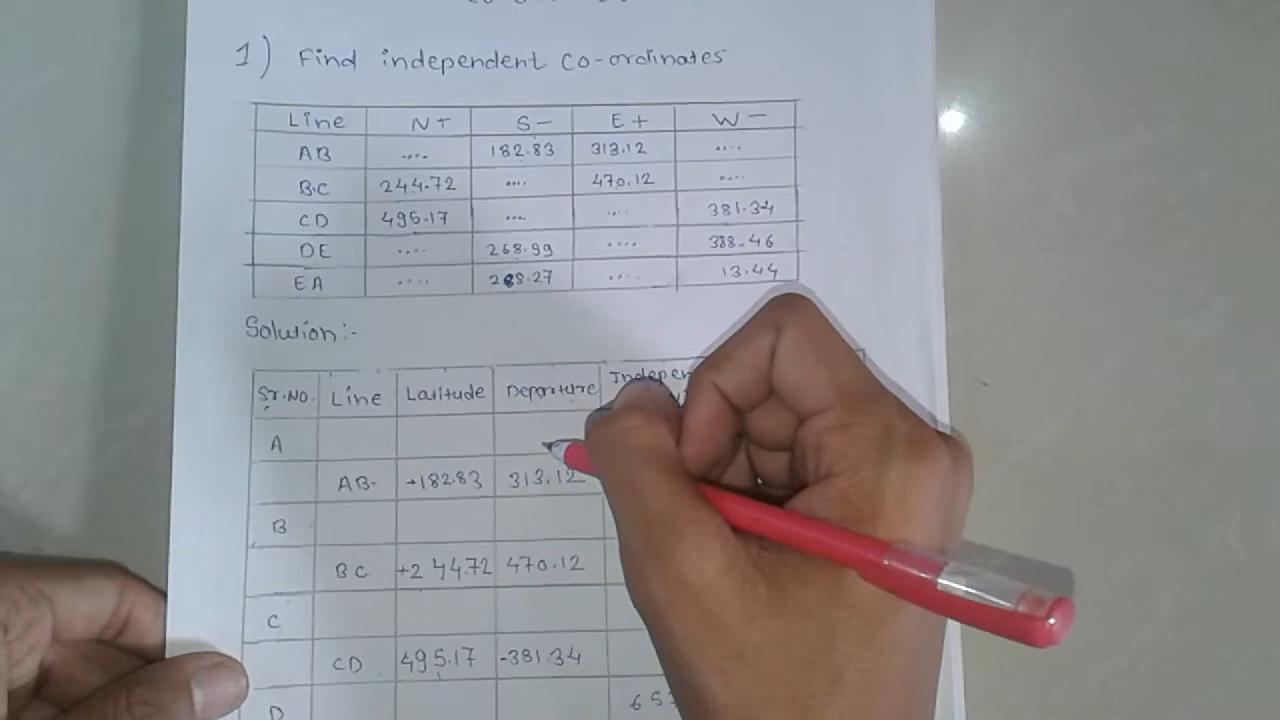 1) Find independent co-ordinates
Line N+ S- E+ W-
AB .... 182.83 313.12 ....
BC 244.72 .... 470.12 ....
CD 495.17 .... .... 381.34
DE .... 268.99 .... 388.46
EA .... 288.27 .... 13.44
Solution:-
Sr.No. Line Latitude Departure Indepen
A
AB- +182.83 313.12
B
BC +244.72 470.12
C
CD 495.17 -381.34
D